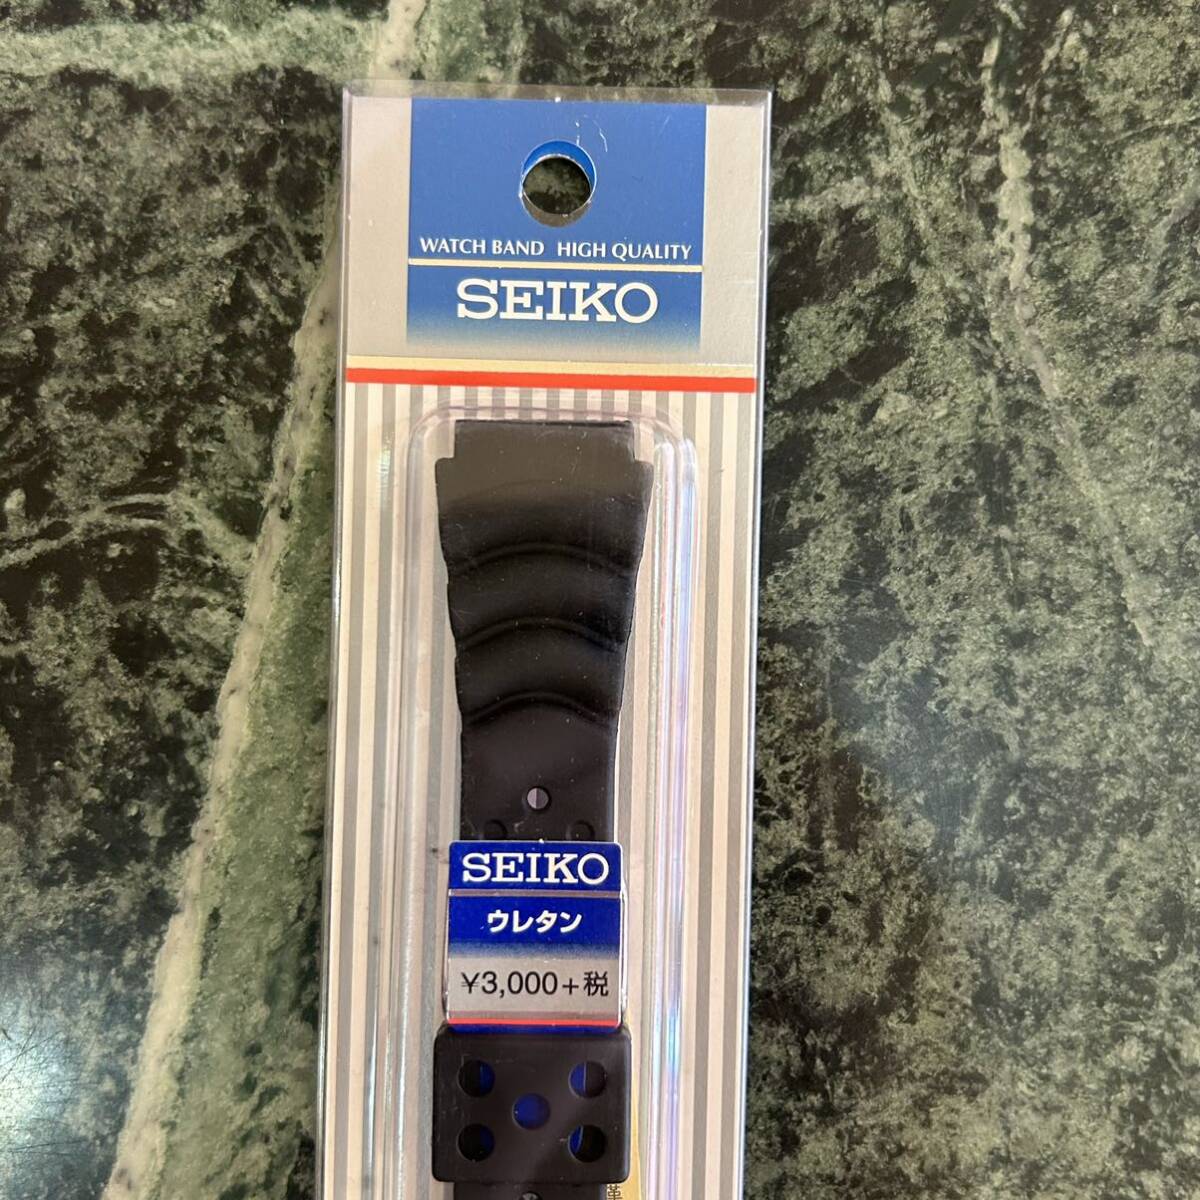 WATCH BAND HIGH QUALITY
SEIKO
SEIKO
ウレタン
¥3,000+税